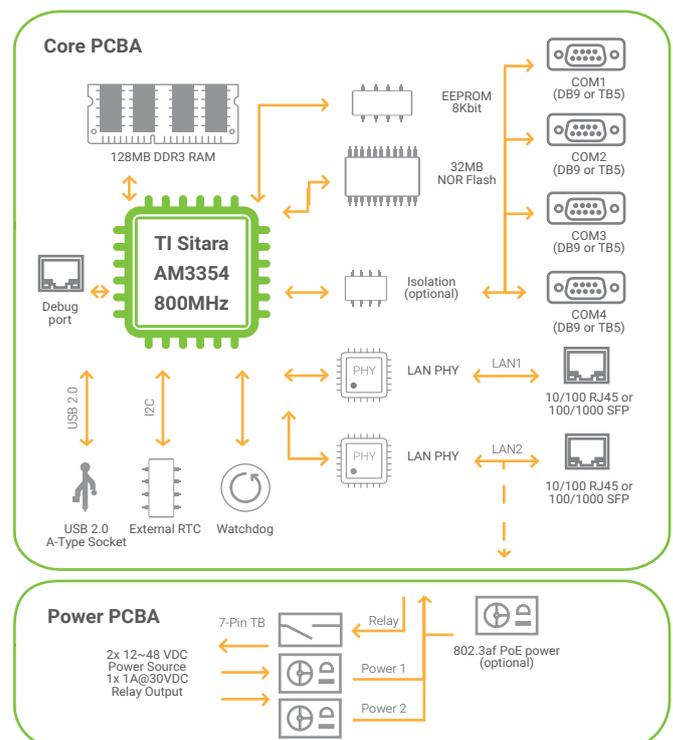 Core PCBA
128MB DDR3 RAM
EEPROM
8Kbit
32MB
NOR Flash
COM1
(DB9 or TB5)
COM2
(DB9 or TB5)
COM3
(DB9 or TB5)
COM4
(DB9 or TB5)
TI Sitara
AM3354
800MHz
Debug
port
Isolation
(optional)
PHY
LAN PHY
LAN1
10/100 RJ45 or
100/1000 SFP
PHY
LAN PHY
LAN2
10/100 RJ45 or
100/1000 SFP
USB 2.0
I2C
USB 2.0
A-Type Socket
External RTC
Watchdog
Power PCBA
7-Pin TB
Relay
2x 12~48 VDC
Power Source
1x 1A@30VDC
Relay Output
Power 1
Power 2
802.3af PoE power
(optional)